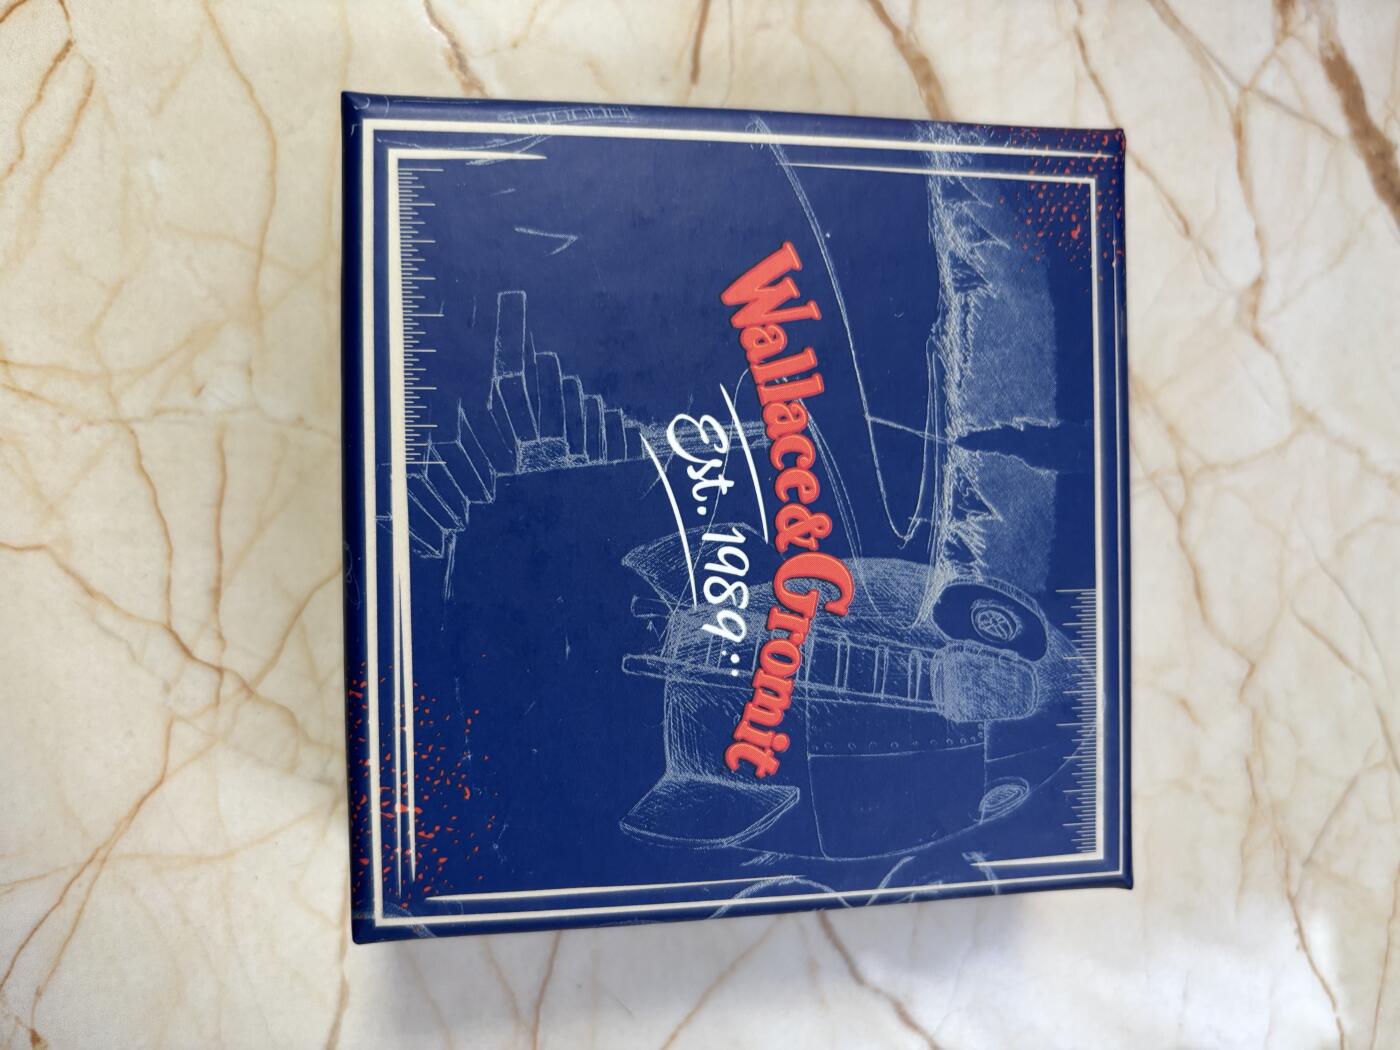 Wallace & Gromit
Est. 1989...